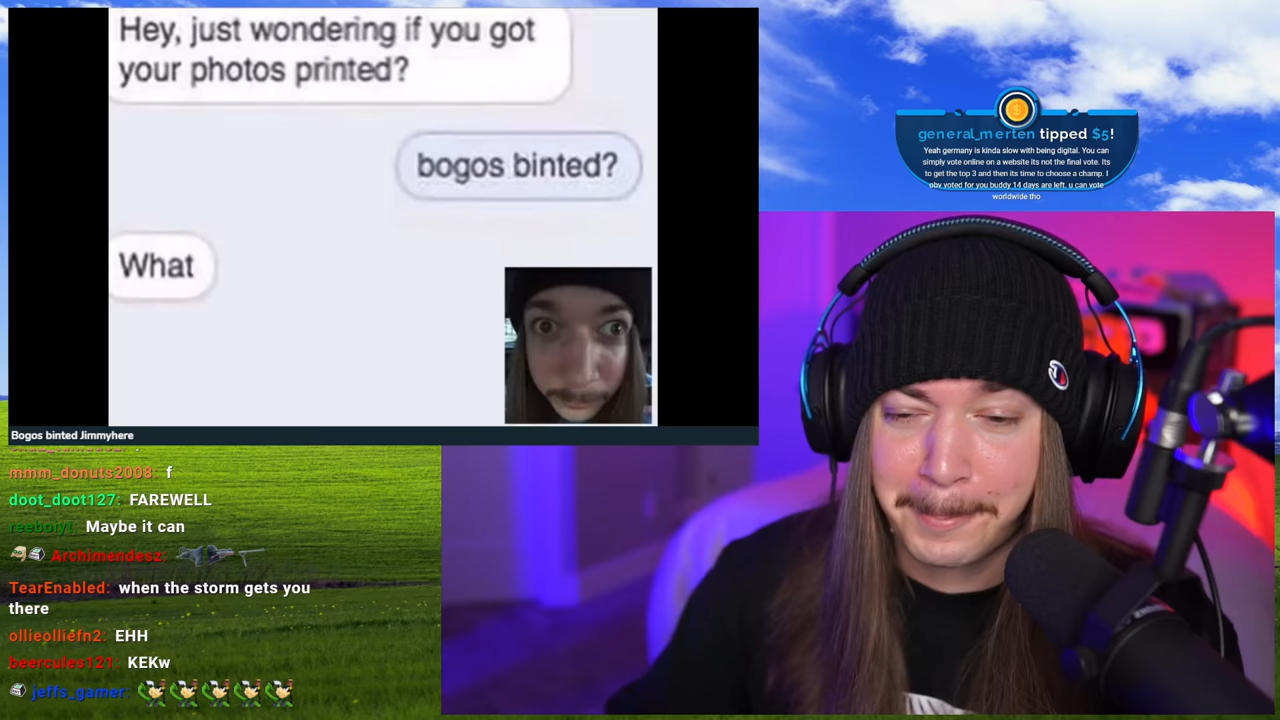 Hey, just wondering if you got
your photos printed?
bogos binted?
What
Bogos binted Jimmyhere
general_merten tipped $5!
Yeah germany is kinda slow with being digital. You can
simply vote online on a website its not the final vote. Its
to get the top 3 and then its time to choose a champ. I
oby voted for you buddy 14 days are left. u can vote
worldwide tho
mmm_donuts2008: f
doot_doot127: FAREWELL
reebolyt: Maybe it can
Archimendesz:
TearEnabled: when the storm gets you
there
ollieolliefn2: EHH
beercules121: KEKw
jeffs_gamer: